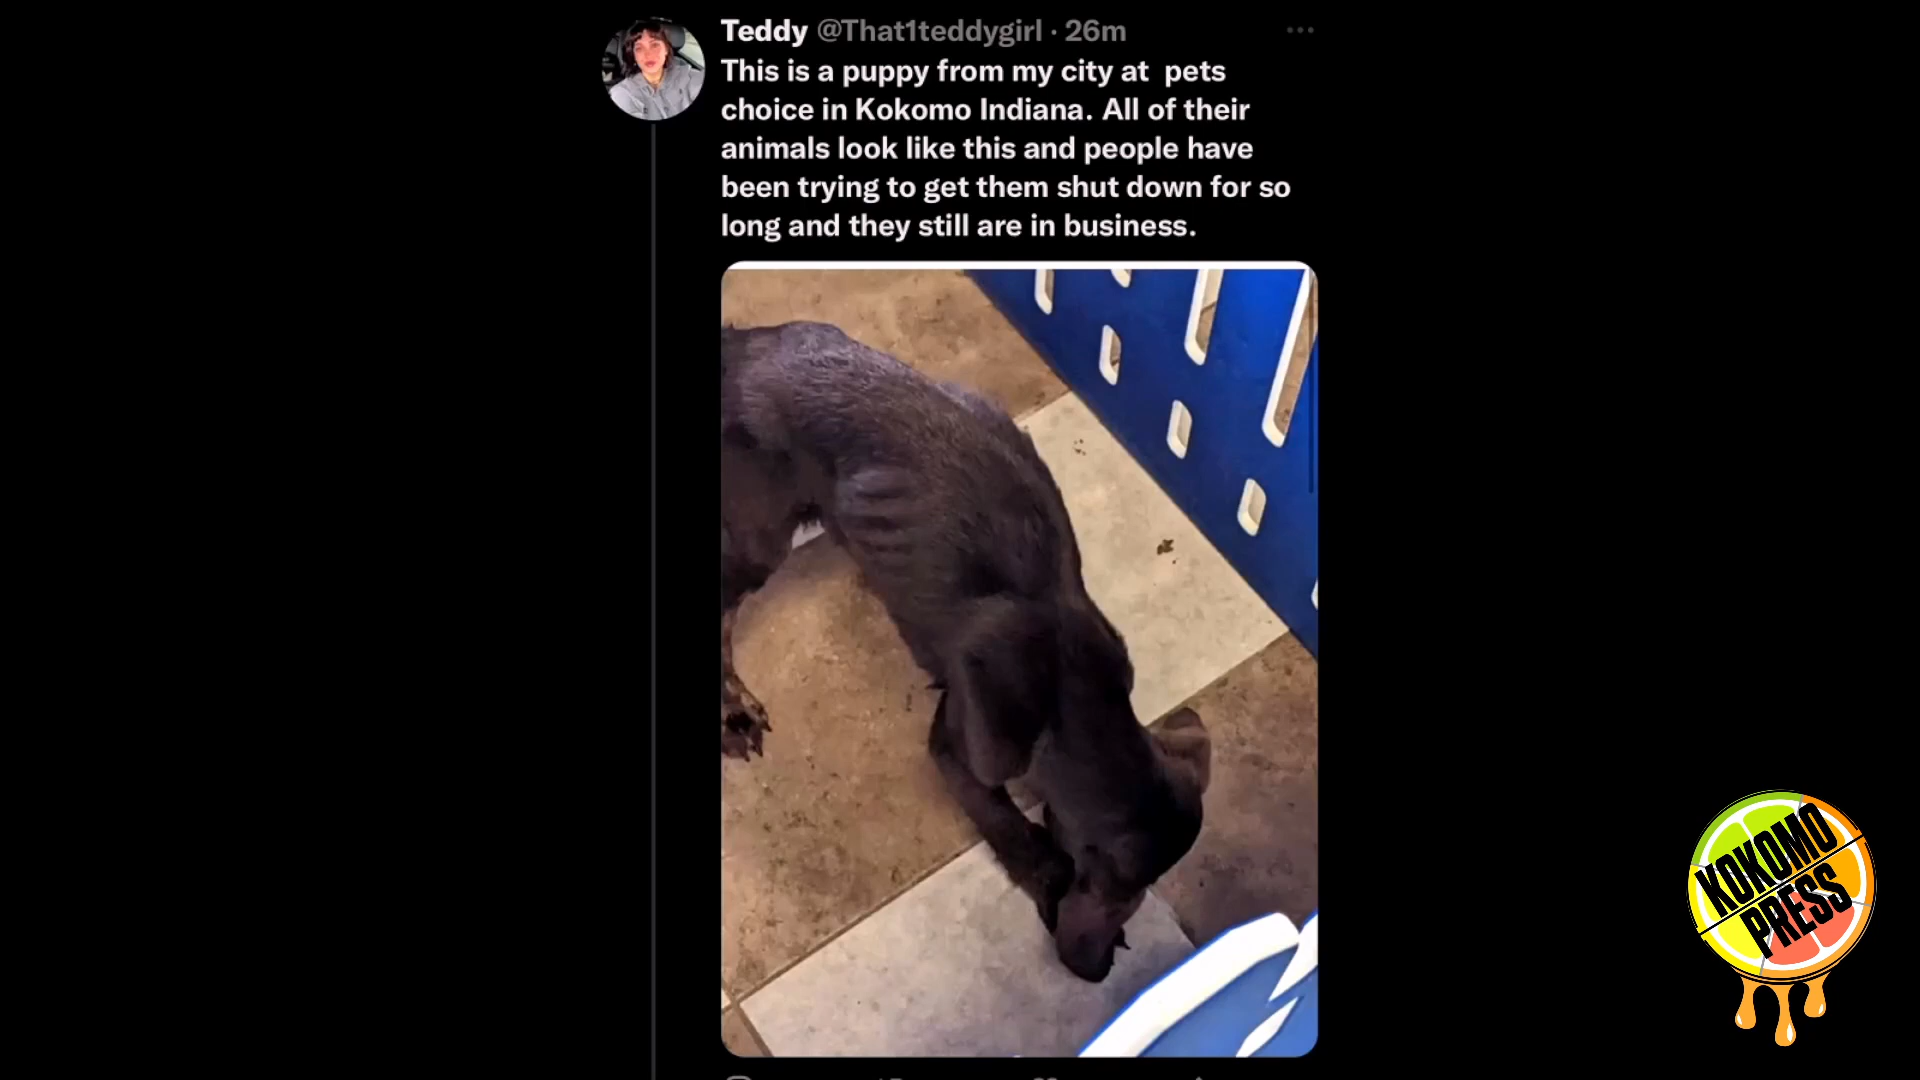 Teddy @That1teddygirl · 26m
This is a puppy from my city at  pets
choice in Kokomo Indiana. All of their
animals look like this and people have
been trying to get them shut down for so
long and they still are in business.
KOKOMO
PRESS